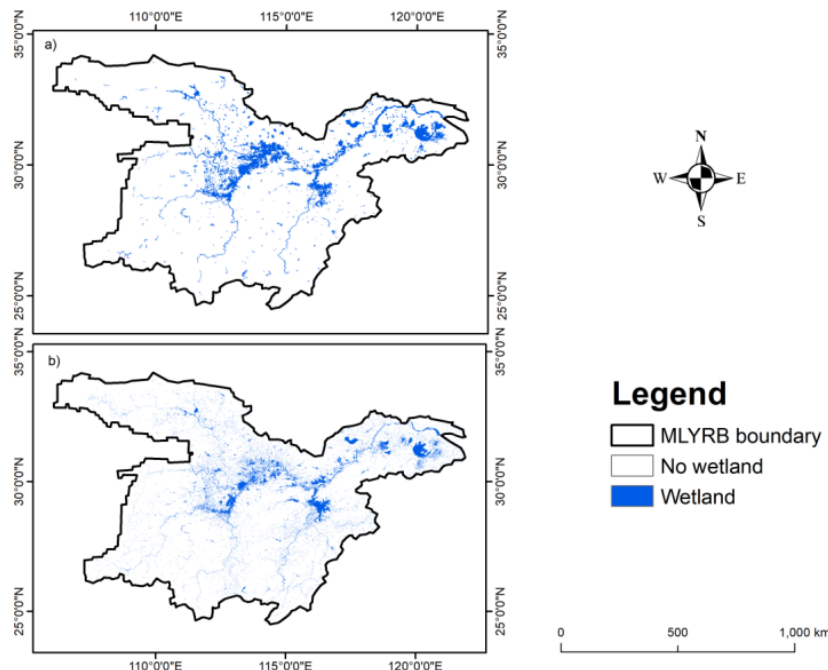 110°0'0"E 115°0'0"E 120°0'0"E
a)
35°0'0"N 35°0'0"N
30°0'0"N 30°0'0"N
25°0'0"N 25°0'0"N
b)
35°0'0"N 35°0'0"N
30°0'0"N 30°0'0"N
25°0'0"N 25°0'0"N
110°0'0"E 115°0'0"E 120°0'0"E
N
W E
S
Legend
MLYRB boundary
No wetland
Wetland
0 500 1,000 km